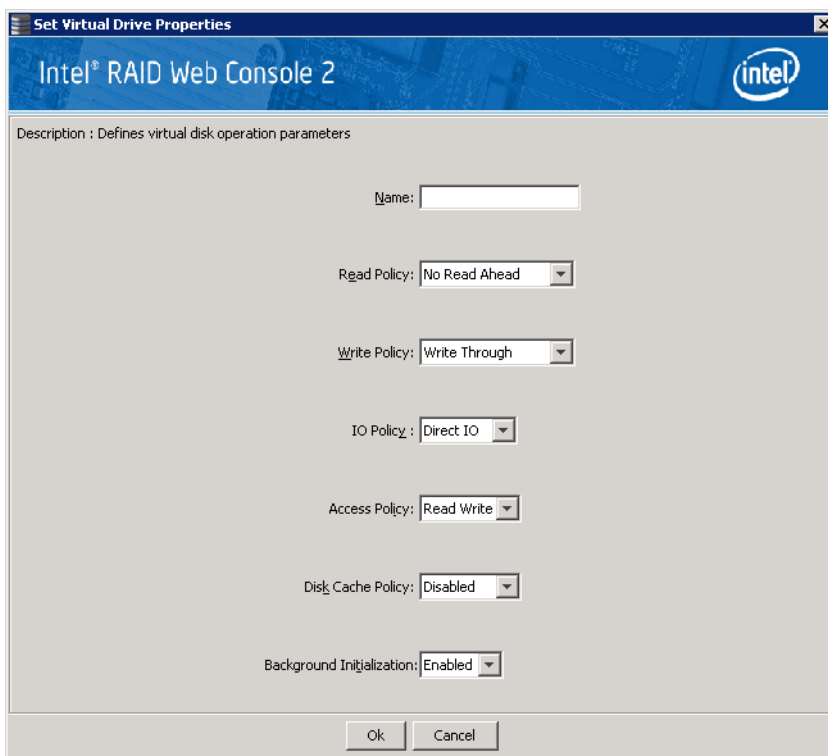 Set Virtual Drive Properties
Intel® RAID Web Console 2
intel
Description : Defines virtual disk operation parameters
Name:
Read Policy: No Read Ahead
Write Policy: Write Through
IO Policy : Direct IO
Access Policy: Read Write
Disk Cache Policy: Disabled
Background Initialization: Enabled
Ok Cancel